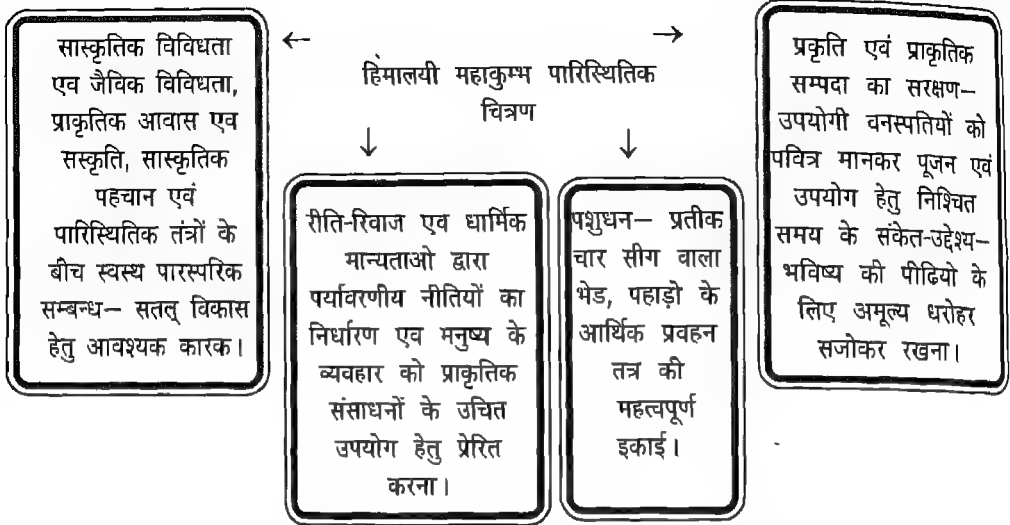 सास्कृतिक विविधता
एव जैविक विविधता,
प्राकृतिक आवास एव
सस्कृति, सास्कृतिक
पहचान एवं
पारिस्थितिक तंत्रों के
बीच स्वस्थ पारस्परिक
सम्बन्ध– सतत् विकास
हेतु आवश्यक कारक।
← →
हिमालयी महाकुम्भ पारिस्थितिक
चित्रण
↓ ↓
रीति-रिवाज एवं धार्मिक
मान्यताओ द्वारा
पर्यावरणीय नीतियों का
निर्धारण एव मनुष्य के
व्यवहार को प्राकृतिक
संसाधनों के उचित
उपयोग हेतु प्रेरित
करना।
पशुधन– प्रतीक
चार सीग वाला
भेड, पहाड़ो के
आर्थिक प्रवहन
तत्र की
महत्वपूर्ण
इकाई।
प्रकृति एवं प्राकृतिक
सम्पदा का सरक्षण–
उपयोगी वनस्पतियों को
पवित्र मानकर पूजन एवं
उपयोग हेतु निश्चित
समय के संकेत-उद्देश्य–
भविष्य की पीढियो के
लिए अमूल्य धरोहर
सजोकर रखना।